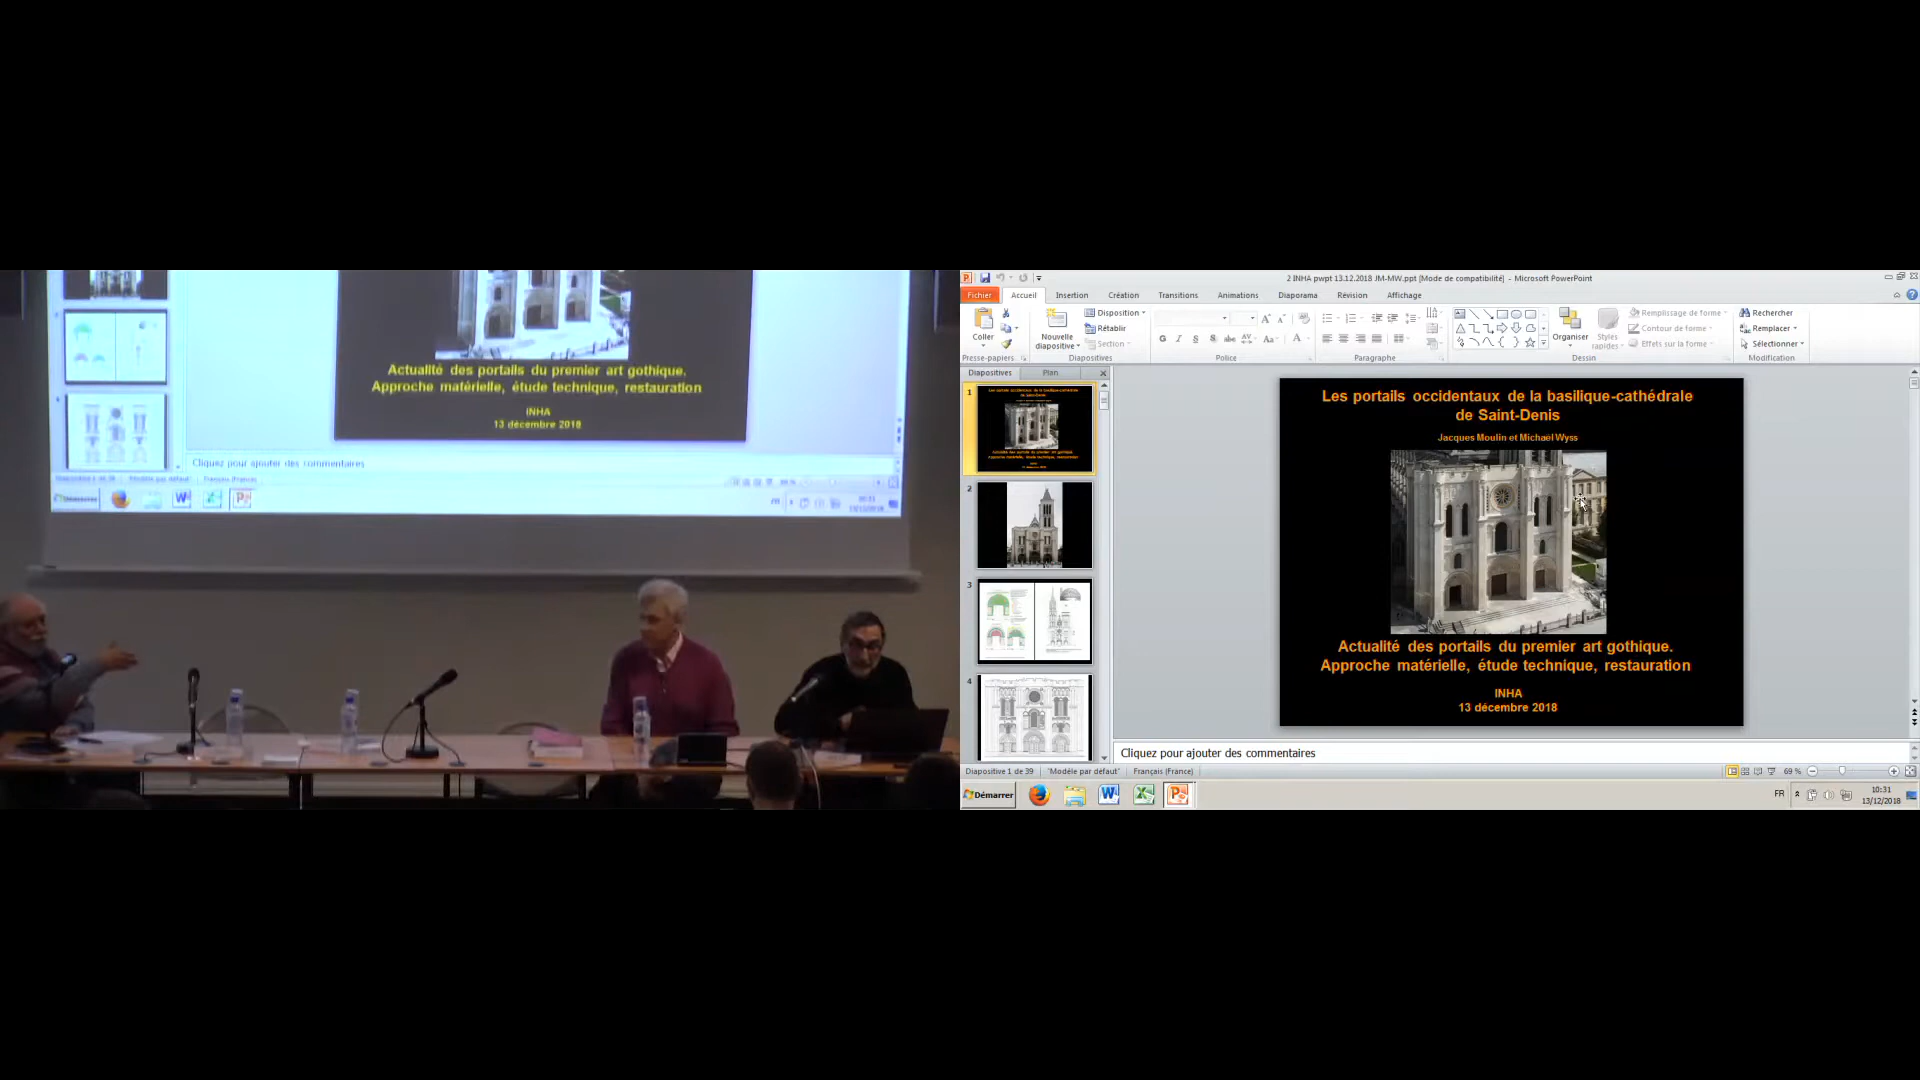 Actualité des portails du premier art gothique.
Approche matérielle, étude technique, restauration
INHA
13 décembre 2018
Cliquez pour ajouter des commentaires
2 INHA pwpt 13.12.2018 JM-MW.ppt [Mode de compatibilité] - Microsoft PowerPoint
Fichier Accueil Insertion Création Transitions Animations Diaporama Révision Affichage
Coller
Presse-papiers
Nouvelle diapositive
Disposition
Rétablir
Section
Diapositives
Police
Paragraphe
Organiser
Styles rapides
Remplissage de forme
Contour de forme
Effets sur la forme
Dessin
Rechercher
Remplacer
Sélectionner
Modification
Diapositives Plan
1
2
3
4
Les portails occidentaux de la basilique-cathédrale
de Saint-Denis
Jacques Moulin et Michaël Wyss
Actualité des portails du premier art gothique.
Approche matérielle, étude technique, restauration
INHA
13 décembre 2018
Cliquez pour ajouter des commentaires
Diapositive 1 de 39 "Modèle par défaut" Français (France) 69 %
Démarrer
FR
10:31
13/12/2018